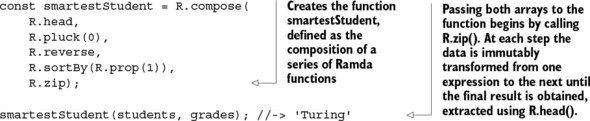 const smartestStudent = R.compose(
    R.head,
    R.pluck(0),
    R.reverse,
    R.sortBy(R.prop(1)),
    R.zip);
smartestStudent(students, grades); //-> 'Turing'
Creates the function
smartestStudent,
defined as the
composition of a
series of Ramda
functions
Passing both arrays to the
function begins by calling
R.zip(). At each step the
data is immutably
transformed from one
expression to the next until
the final result is obtained,
extracted using R.head().